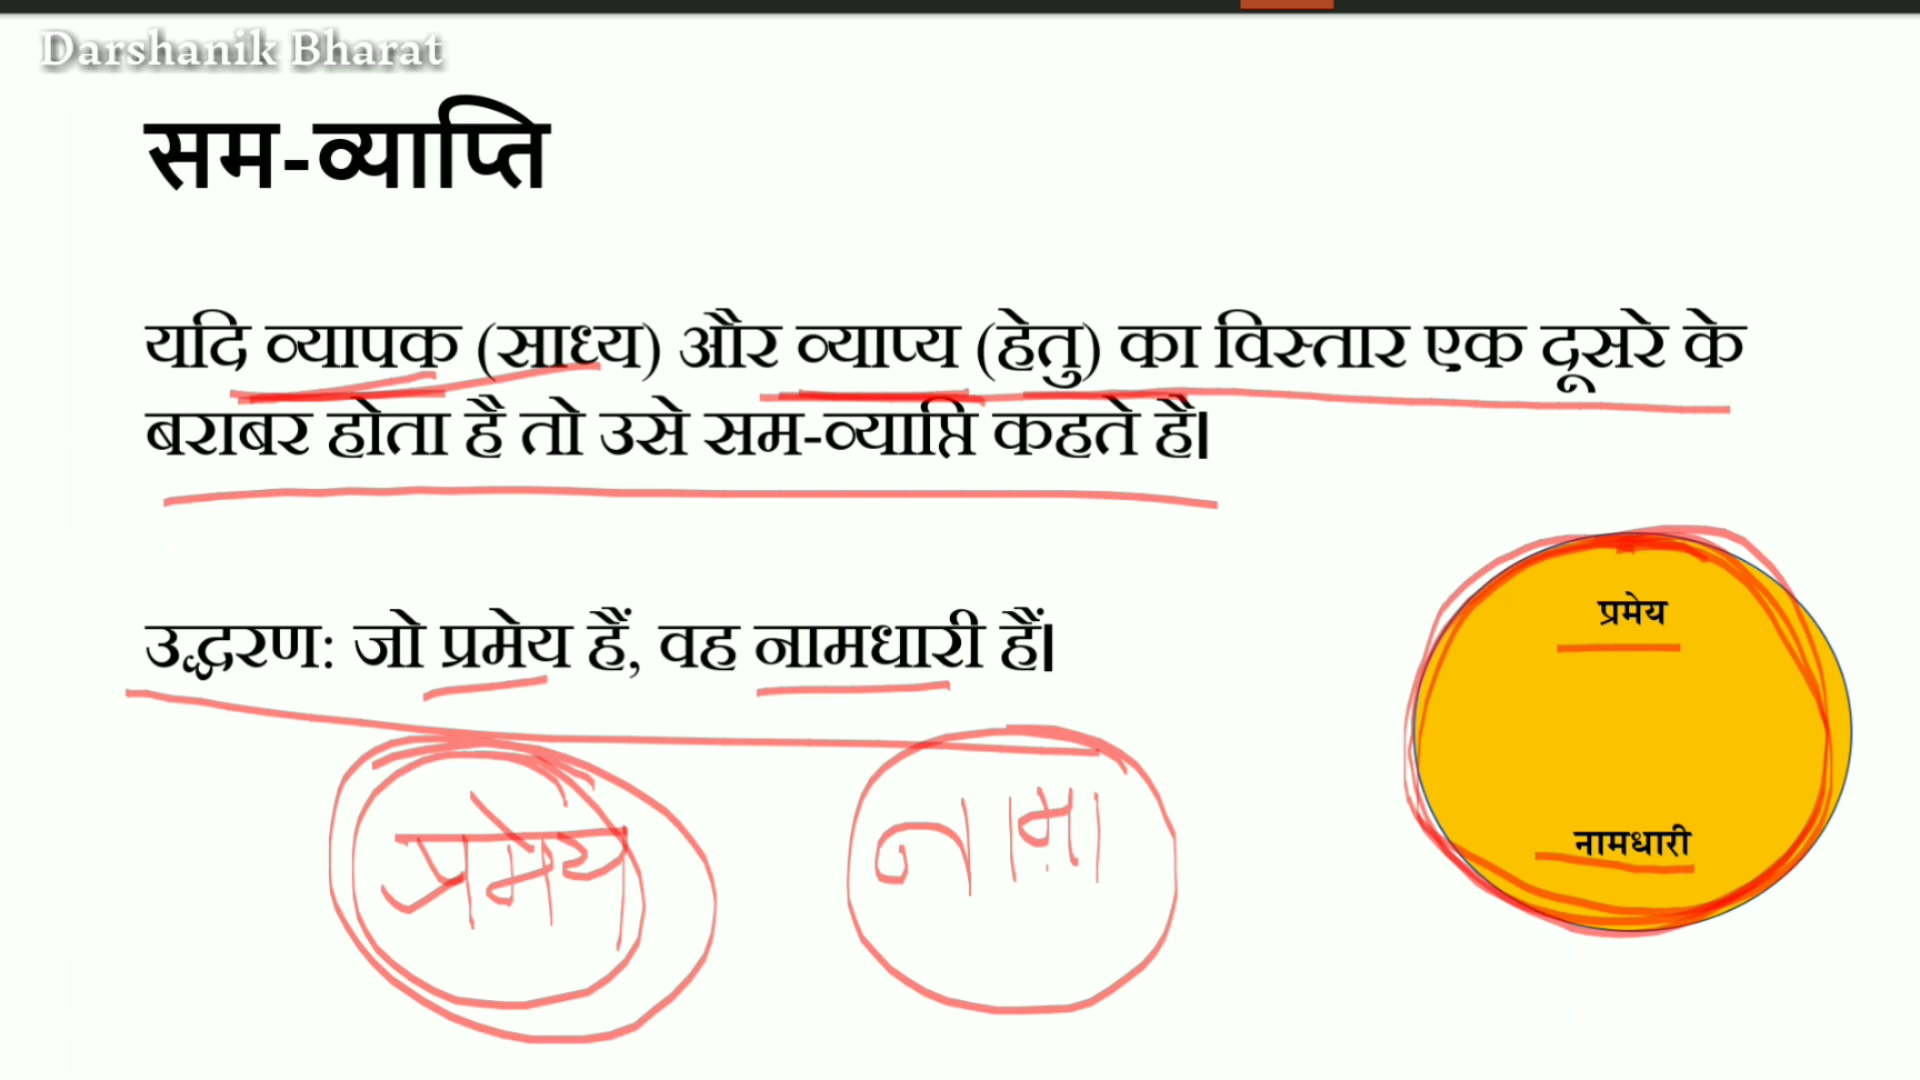 Darshanik Bharat
सम-व्याप्ति
यदि व्यापक (साध्य) और व्याप्य (हेतु) का विस्तार एक दूसरे के
बराबर होता है तो उसे सम-व्याप्ति कहते हैं।
उद्धरण: जो प्रमेय हैं, वह नामधारी हैं।
प्रमेय
नामधारी
प्रमेय
नामा